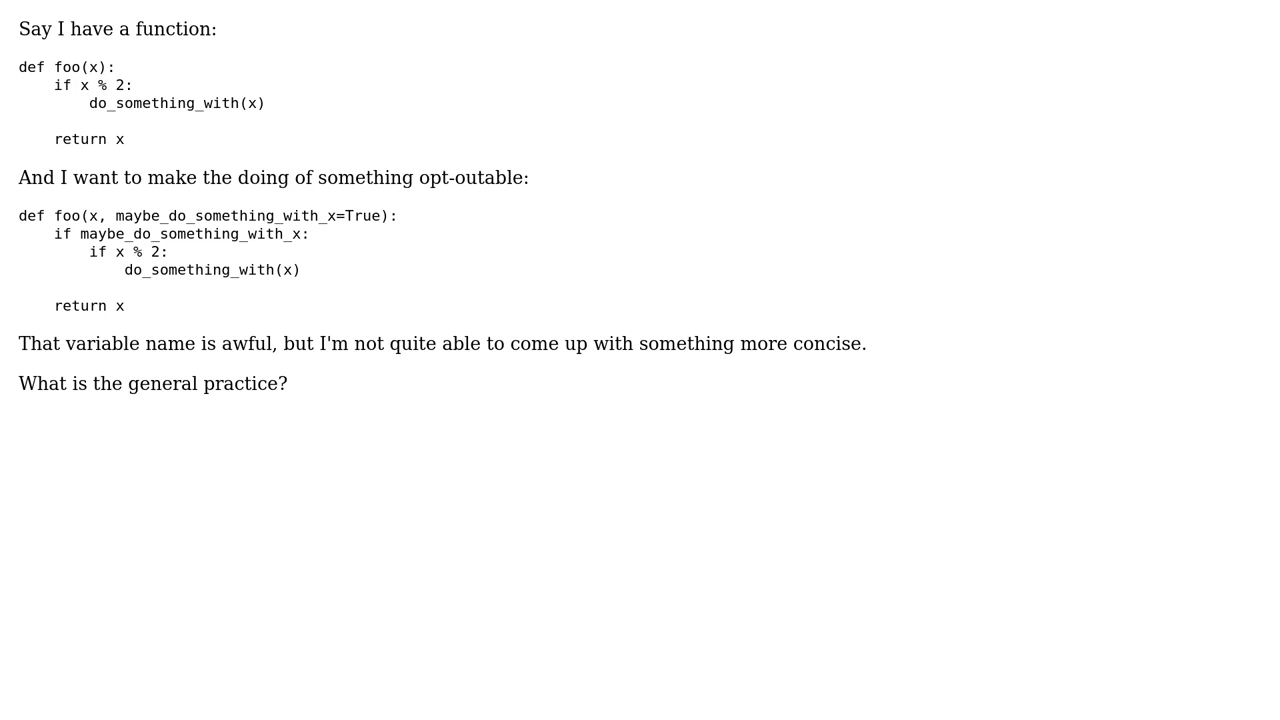 Say I have a function:
def foo(x):
    if x % 2:
        do_something_with(x)
    return x
And I want to make the doing of something opt-outable:
def foo(x, maybe_do_something_with_x=True):
    if maybe_do_something_with_x:
        if x % 2:
            do_something_with(x)
    return x
That variable name is awful, but I'm not quite able to come up with something more concise.
What is the general practice?